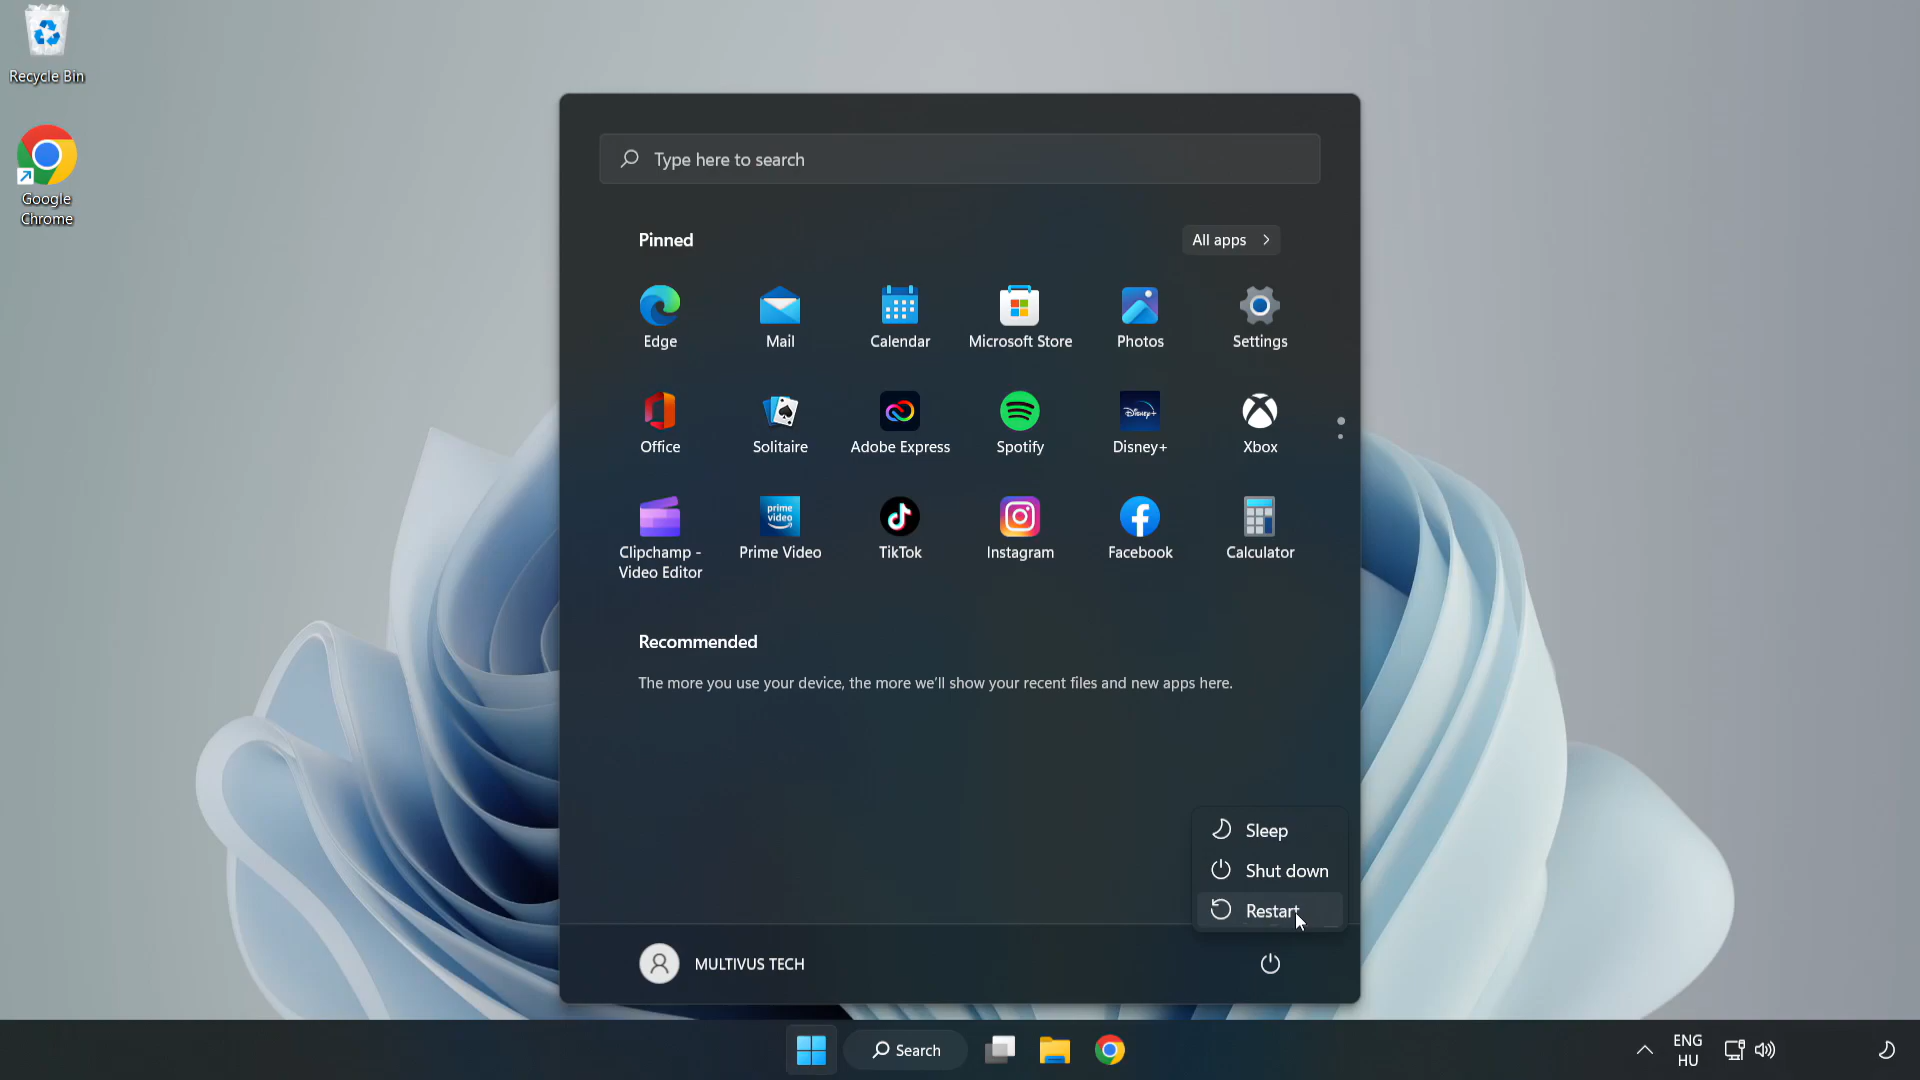 Recycle Bin
Google
Chrome
Type here to search
Pinned
All apps
Edge
Mail
Calendar
Microsoft Store
Photos
Settings
Office
Solitaire
Adobe Express
Spotify
Disney+
Disney+
Xbox
prime
video
Clipchamp -
Video Editor
Prime Video
TikTok
Instagram
Facebook
Calculator
Recommended
The more you use your device, the more we'll show your recent files and new apps here.
Sleep
Shut down
Restart
MULTIVUS TECH
Search
ENG
HU